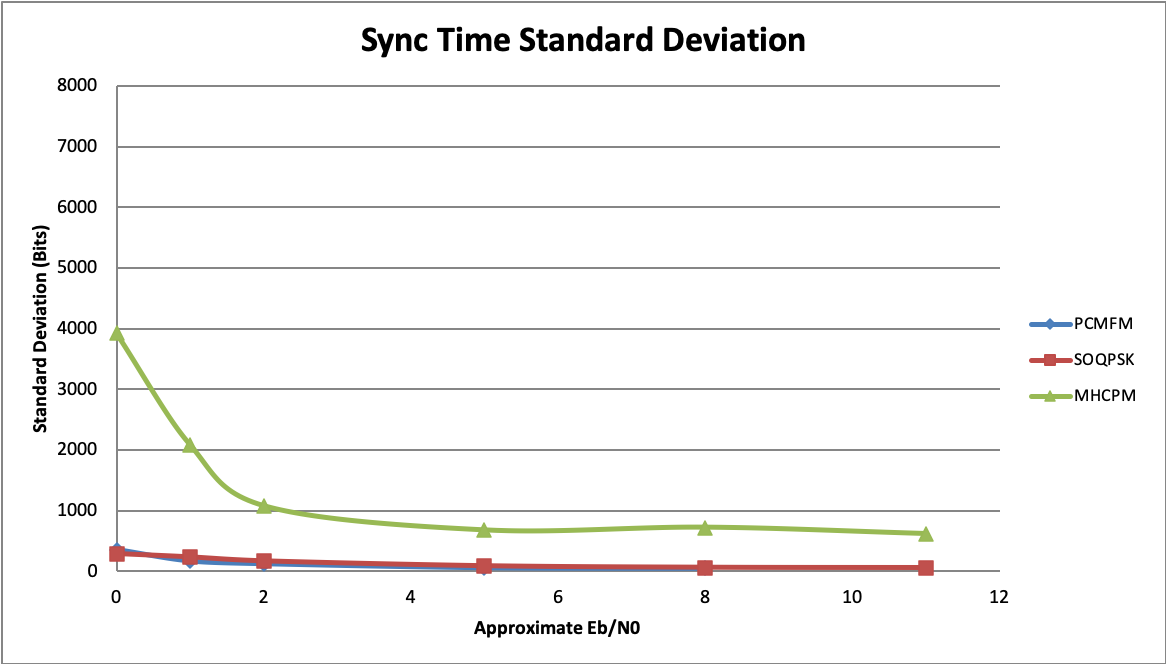 Sync Time Standard Deviation
8000
7000
6000
5000
4000
3000
2000
1000
0
Standard Deviation (Bits)
0 2 4 6 8 10 12
Approximate Eb/N0
PCMFM
SOQPSK
MHCPM